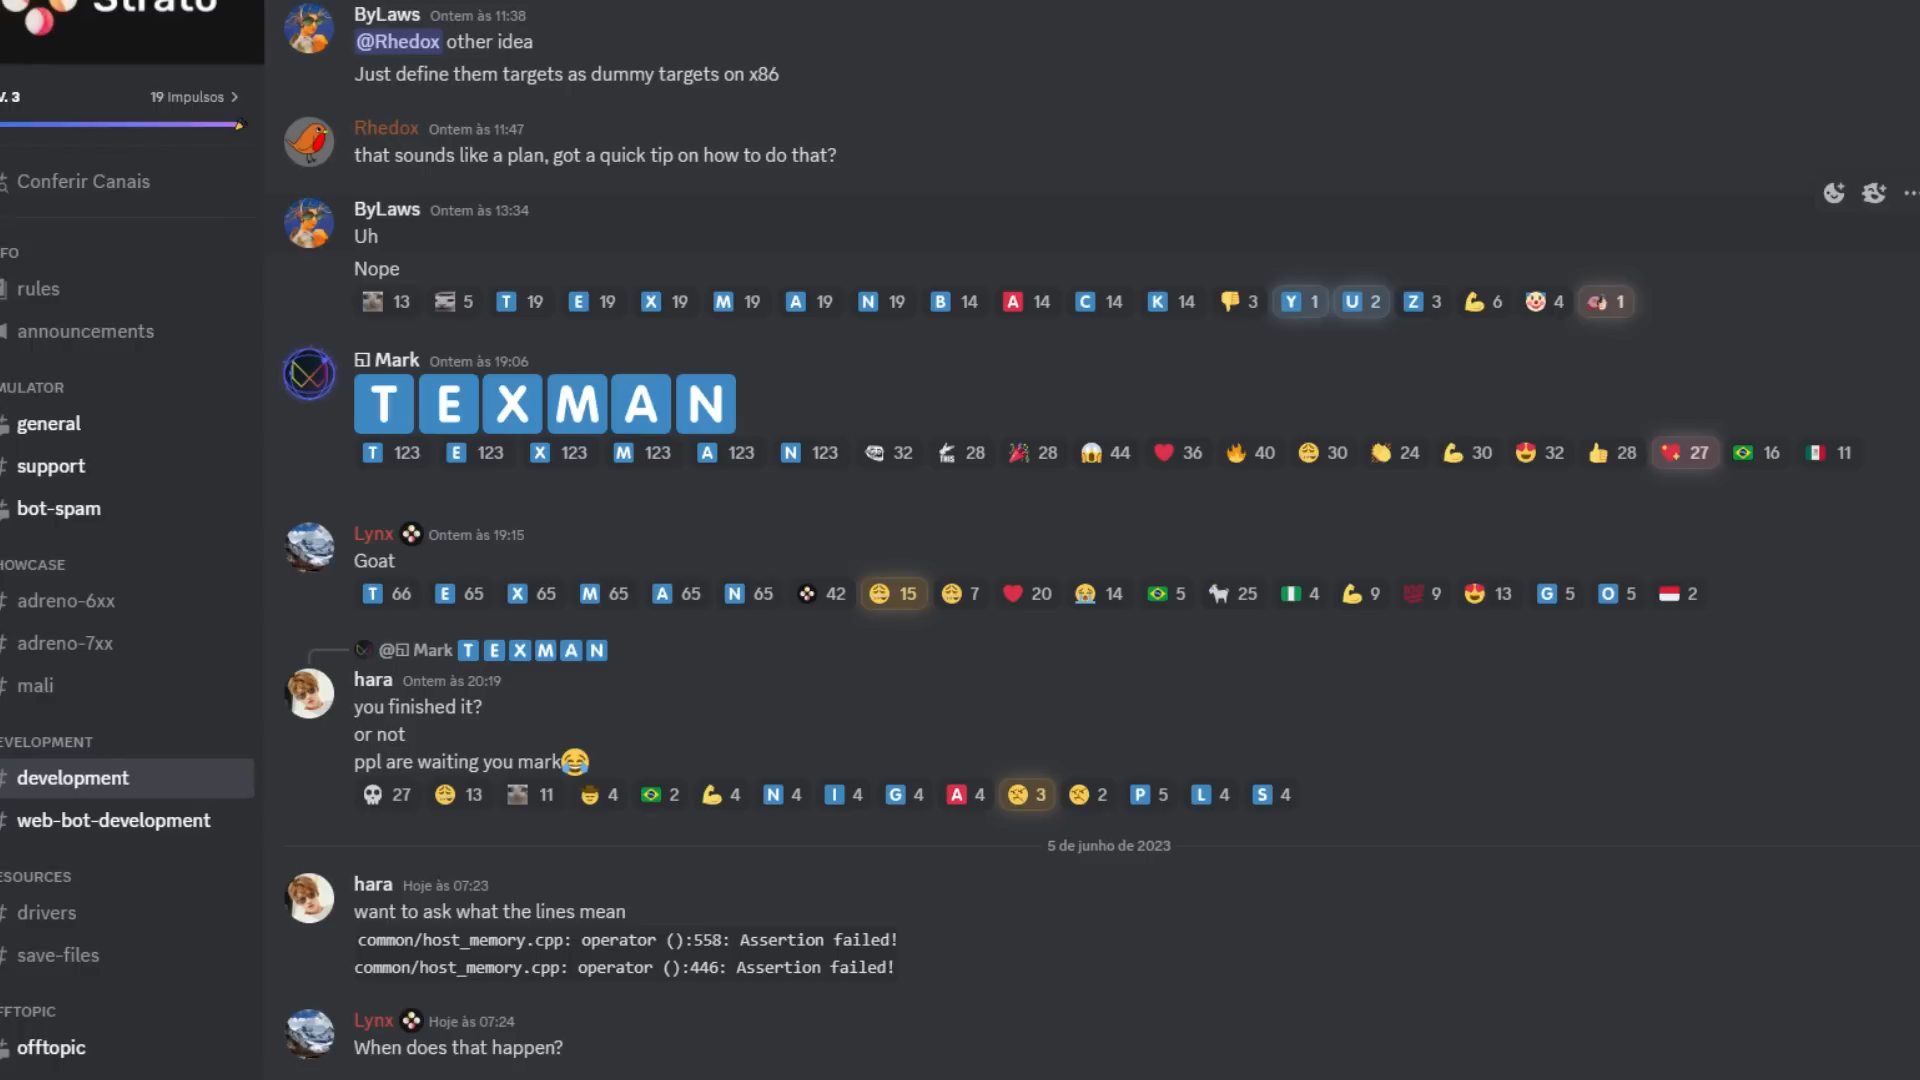 Strato
V. 3
19 Impulsos >
Conferir Canais
NFO
rules
announcements
MULATOR
general
support
bot-spam
HOWCASE
adreno-6xx
adreno-7xx
mali
EVELOPMENT
development
web-bot-development
ESOURCES
drivers
save-files
FFTOPIC
offtopic
ByLaws Ontem às 11:38
@Rhedox other idea
Just define them targets as dummy targets on x86
Rhedox Ontem às 11:47
that sounds like a plan, got a quick tip on how to do that?
ByLaws Ontem às 13:34
Uh
Nope
13 5 T 19 E 19 X 19 M 19 A 19 N 19 B 14 A 14 C 14 K 14 3 Y 1 U 2 Z 3 6 4 1
Mark Ontem às 19:06
T E X M A N
T 123 E 123 X 123 M 123 A 123 N 123 32 THIS 28 28 44 36 40 30 24 30 32 28 27 16 11
Lynx Ontem às 19:15
Goat
T 66 E 65 X 65 M 65 A 65 N 65 42 15 7 20 14 5 25 4 9 9 13 G 5 O 5 2
@ Mark T E X M A N
hara Ontem às 20:19
you finished it?
or not
ppl are waiting you mark😂
27 13 11 4 2 4 N 4 I 4 G 4 A 4 3 2 P 5 L 4 S 4
5 de junho de 2023
hara Hoje às 07:23
want to ask what the lines mean
common/host_memory.cpp: operator ():558: Assertion failed!
common/host_memory.cpp: operator ():446: Assertion failed!
Lynx Hoje às 07:24
When does that happen?